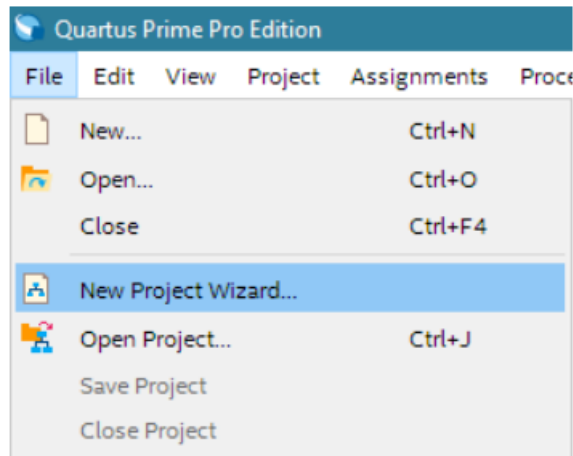 Quartus Prime Pro Edition
File Edit View Project Assignments
New... Ctrl+N
Open... Ctrl+O
Close Ctrl+F4
New Project Wizard...
Open Project... Ctrl+J
Save Project
Close Project